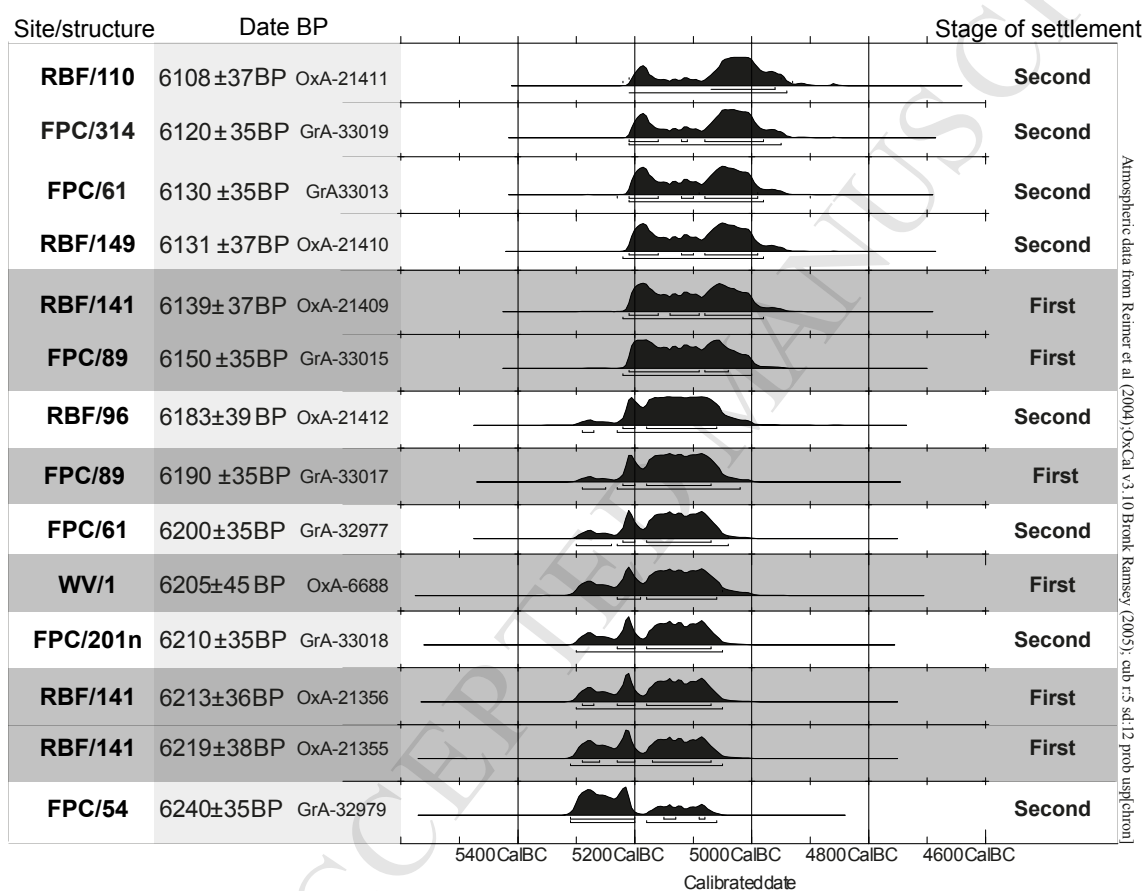 Site/structure Date BP Stage of settlement
RBF/110 6108±37BP OxA-21411 Second
FPC/314 6120±35BP GrA-33019 Second
FPC/61 6130 ±35BP GrA33013 Second
RBF/149 6131 ±37BP OxA-21410 Second
RBF/141 6139±37BP OxA-21409 First
FPC/89 6150±35BP GrA-33015 First
RBF/96 6183±39BP OxA-21412 Second
FPC/89 6190 ±35BP GrA-33017 First
FPC/61 6200±35BP GrA-32977 Second
WV/1 6205±45BP OxA-6688 First
FPC/201n 6210±35BP GrA-33018 Second
RBF/141 6213±36BP OxA-21356 First
RBF/141 6219±38BP OxA-21355 First
FPC/54 6240±35BP GrA-32979 Second
5400CalBC 5200CalBC 5000CalBC 4800CalBC 4600CalBC
Calibrateddate
Atmospheric data from Reimer et al (2004);OxCal v3.10 Bronk Ramsey (2005); cub r:5 sd:12 prob usp[chron]
ACCEPTED MANUSC